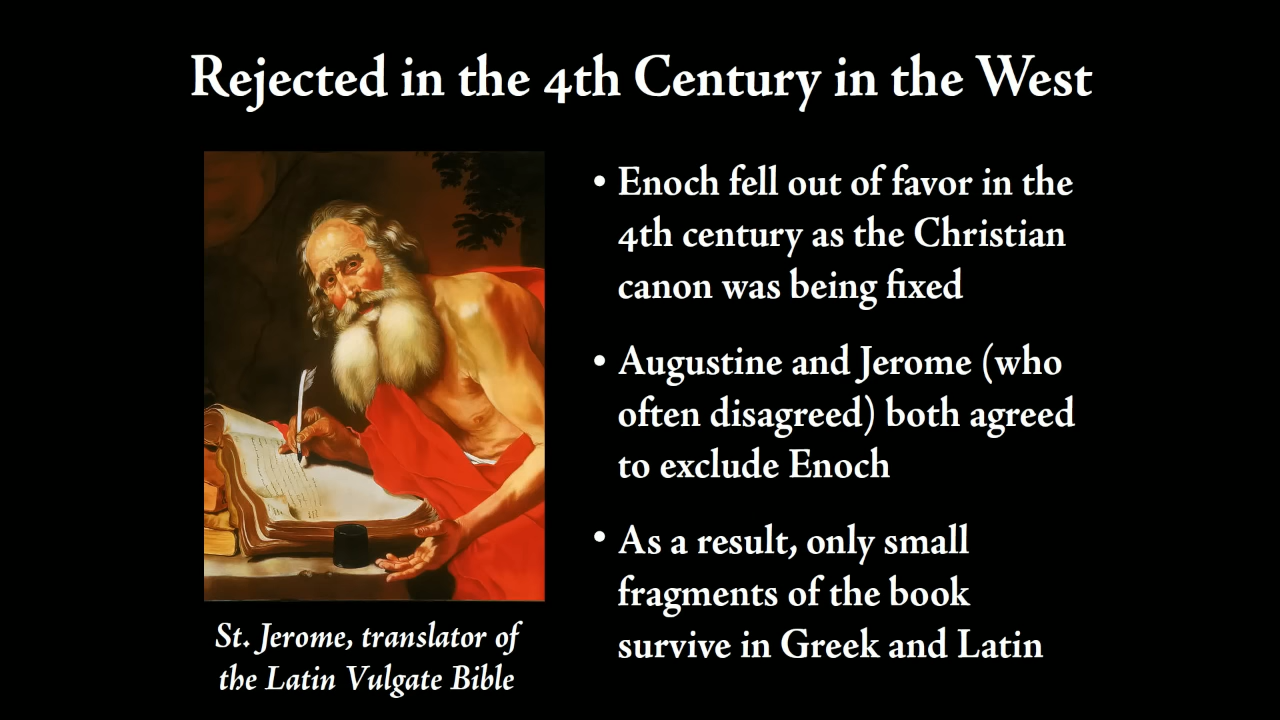 Rejected in the 4th Century in the West
• Enoch fell out of favor in the
4th century as the Christian
canon was being fixed
• Augustine and Jerome (who
often disagreed) both agreed
to exclude Enoch
• As a result, only small
fragments of the book
survive in Greek and Latin
St. Jerome, translator of
the Latin Vulgate Bible